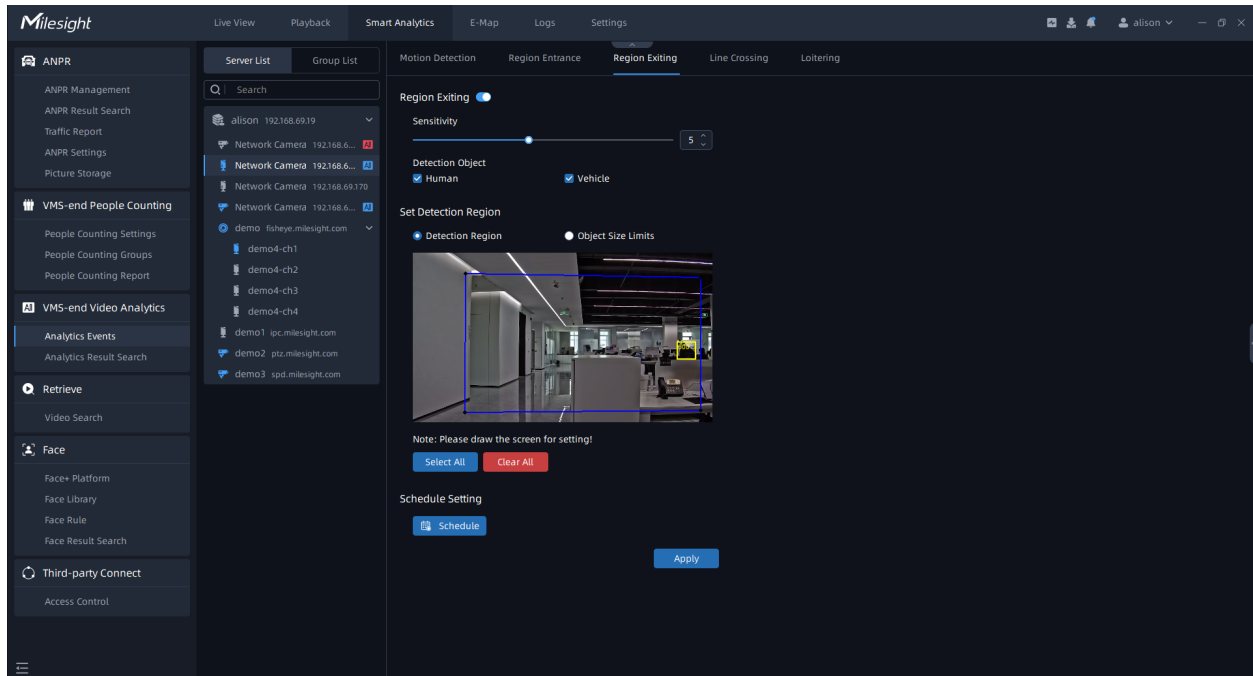 Milesight
Live View
Playback
Smart Analytics
E-Map
Logs
Settings
alison
ANPR
ANPR Management
ANPR Result Search
Traffic Report
ANPR Settings
Picture Storage
VMS-end People Counting
People Counting Settings
People Counting Groups
People Counting Report
AI VMS-end Video Analytics
Analytics Events
Analytics Result Search
Retrieve
Video Search
Face
Face+ Platform
Face Library
Face Rule
Face Result Search
Third-party Connect
Access Control
Server List
Group List
Search
alison 192.168.69.19
Network Camera 192.168.6... AI
Network Camera 192.168.6... AI
Network Camera 192.168.69.170
Network Camera 192.168.6... AI
demo fisheye.milesight.com
demo4-ch1
demo4-ch2
demo4-ch3
demo4-ch4
demo1 ipc.milesight.com
demo2 ptz.milesight.com
demo3 spd.milesight.com
Motion Detection
Region Entrance
Region Exiting
Line Crossing
Loitering
Region Exiting
Sensitivity
5
Detection Object
Human
Vehicle
Set Detection Region
Detection Region
Object Size Limits
Note: Please draw the screen for setting!
Select All
Clear All
Schedule Setting
Schedule
Apply